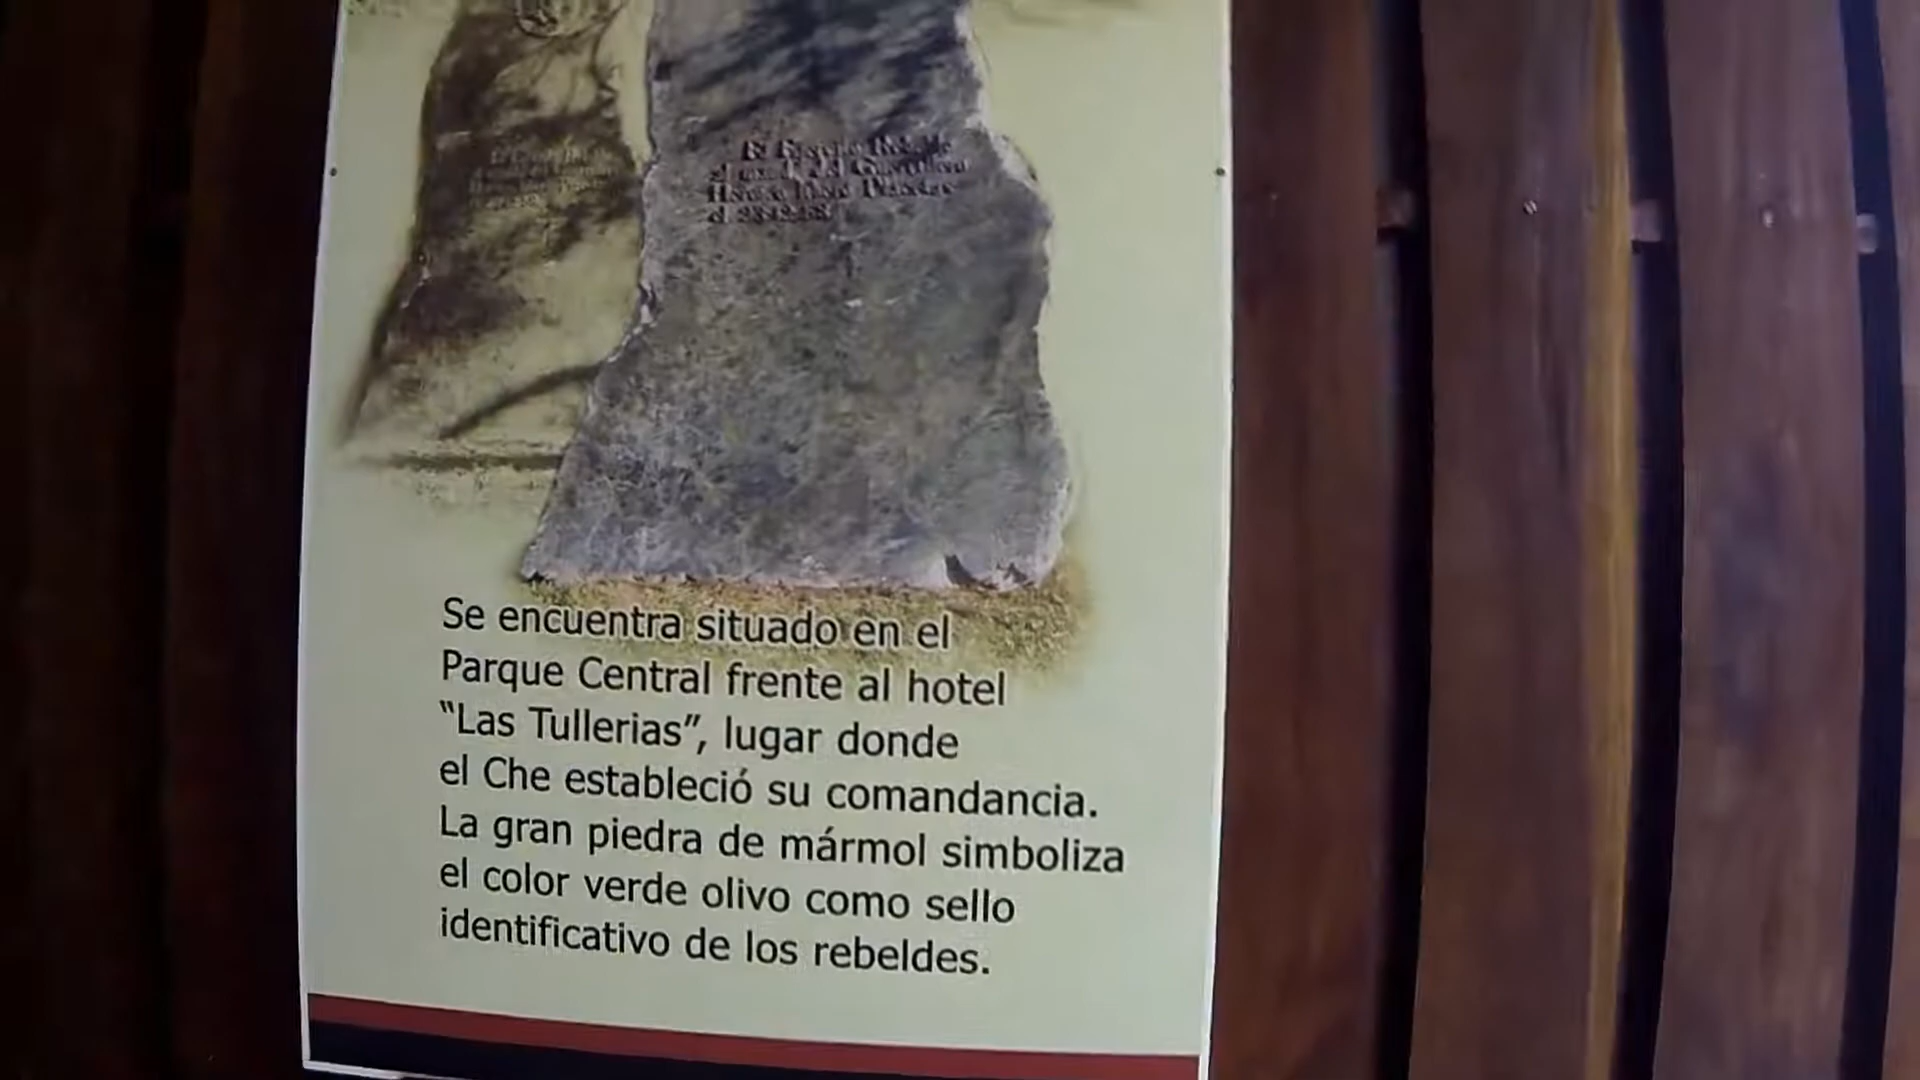 Se encuentra situado en el
Parque Central frente al hotel
“Las Tullerias”, lugar donde
el Che estableció su comandancia.
La gran piedra de mármol simboliza
el color verde olivo como sello
identificativo de los rebeldes.